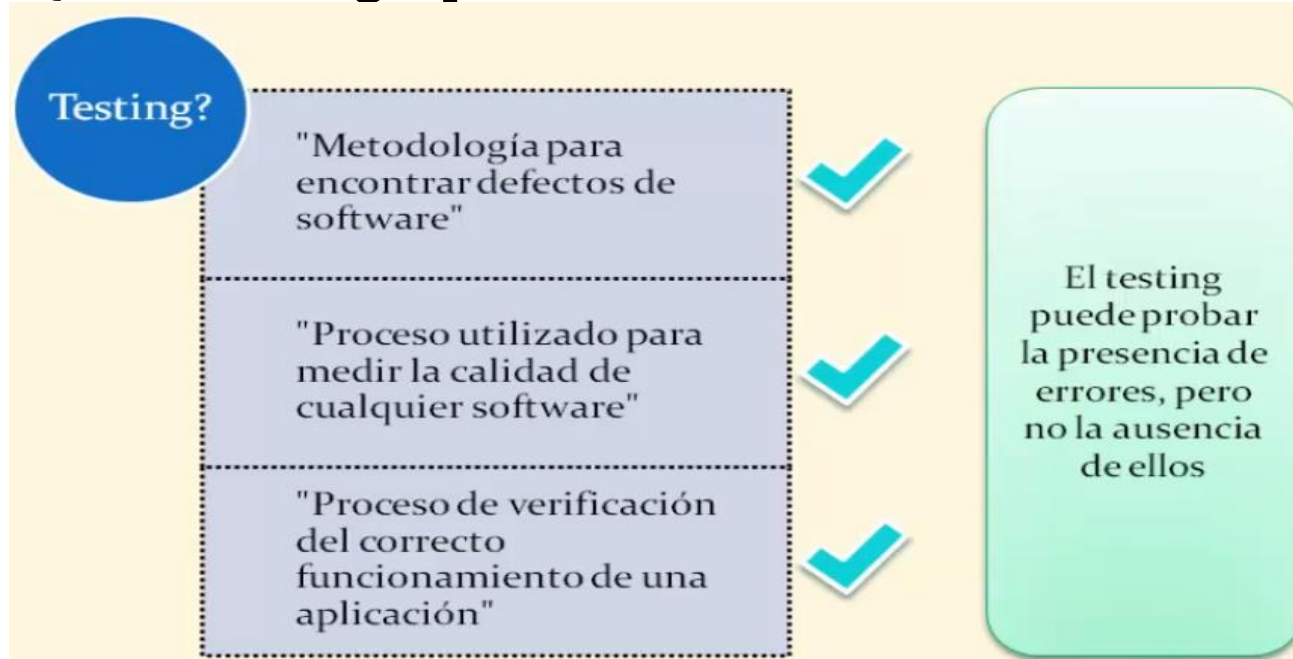 Testing?
"Metodología para
encontrar defectos de
software"
"Proceso utilizado para
medir la calidad de
cualquier software"
"Proceso de verificación
del correcto
funcionamiento de una
aplicación"
El testing
puede probar
la presencia de
errores, pero
no la ausencia
de ellos